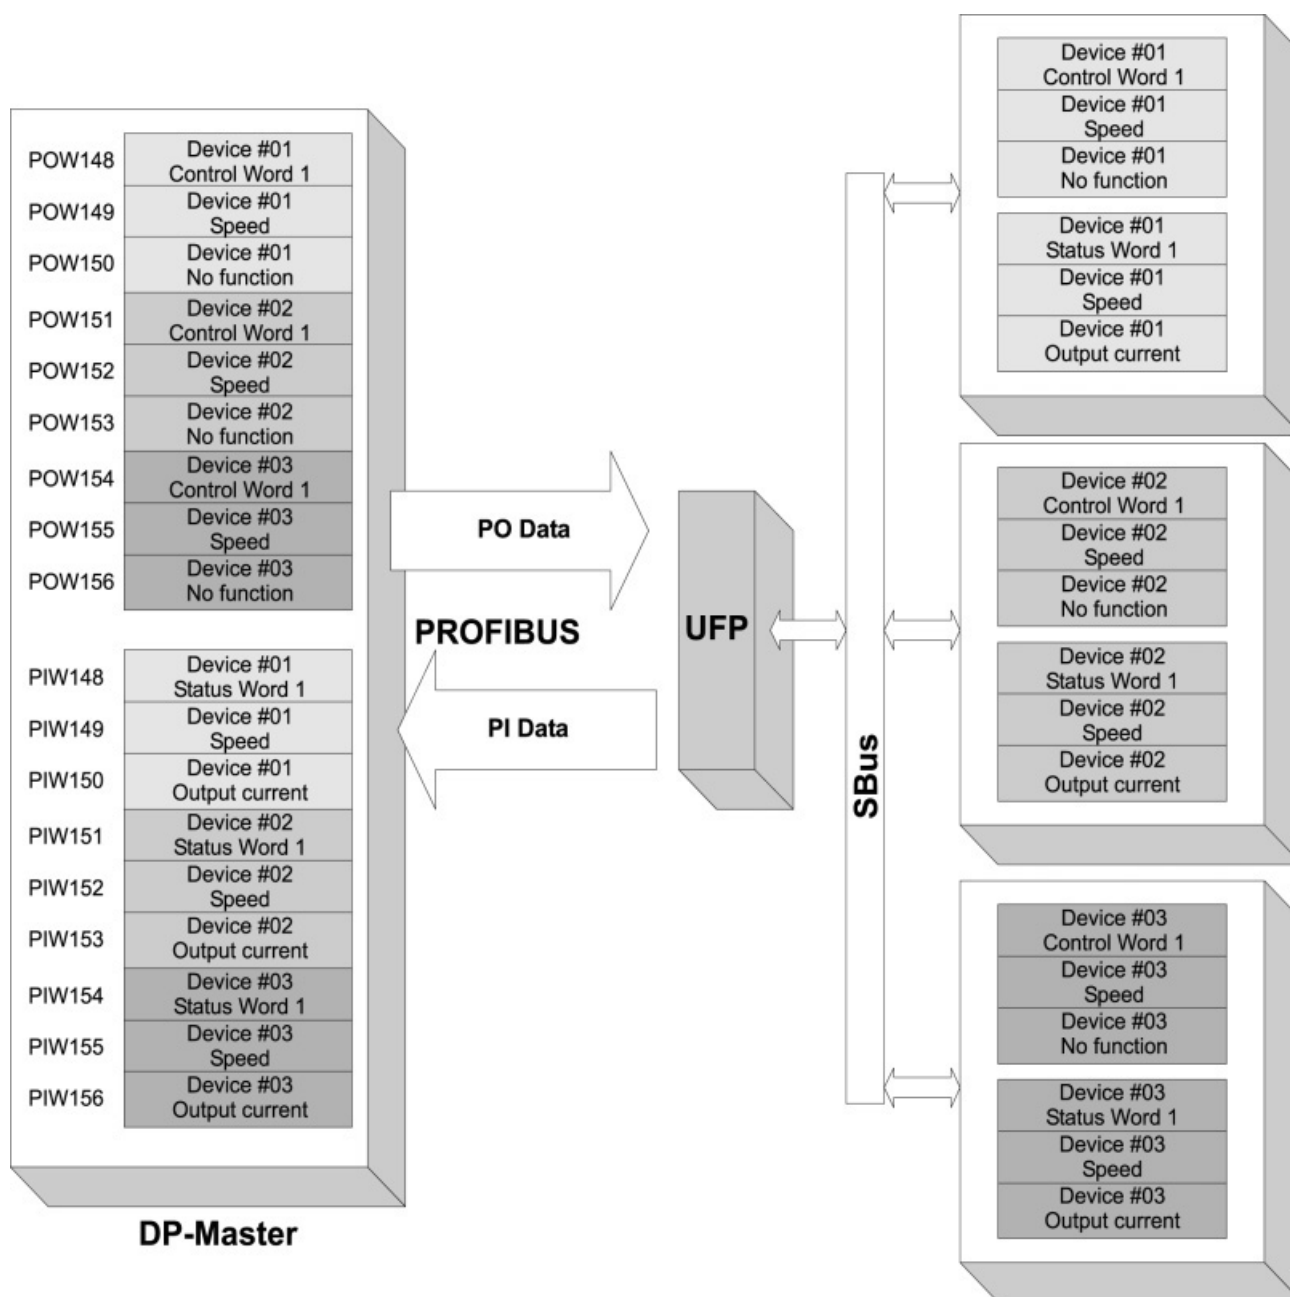 POW148
Device #01
Control Word 1
POW149
Device #01
Speed
POW150
Device #01
No function
POW151
Device #02
Control Word 1
POW152
Device #02
Speed
POW153
Device #02
No function
POW154
Device #03
Control Word 1
POW155
Device #03
Speed
POW156
Device #03
No function
PIW148
Device #01
Status Word 1
PIW149
Device #01
Speed
PIW150
Device #01
Output current
PIW151
Device #02
Status Word 1
PIW152
Device #02
Speed
PIW153
Device #02
Output current
PIW154
Device #03
Status Word 1
PIW155
Device #03
Speed
PIW156
Device #03
Output current
DP-Master
PO Data
PROFIBUS
PI Data
UFP
SBus
Device #01
Control Word 1
Device #01
Speed
Device #01
No function
Device #01
Status Word 1
Device #01
Speed
Device #01
Output current
Device #02
Control Word 1
Device #02
Speed
Device #02
No function
Device #02
Status Word 1
Device #02
Speed
Device #02
Output current
Device #03
Control Word 1
Device #03
Speed
Device #03
No function
Device #03
Status Word 1
Device #03
Speed
Device #03
Output current